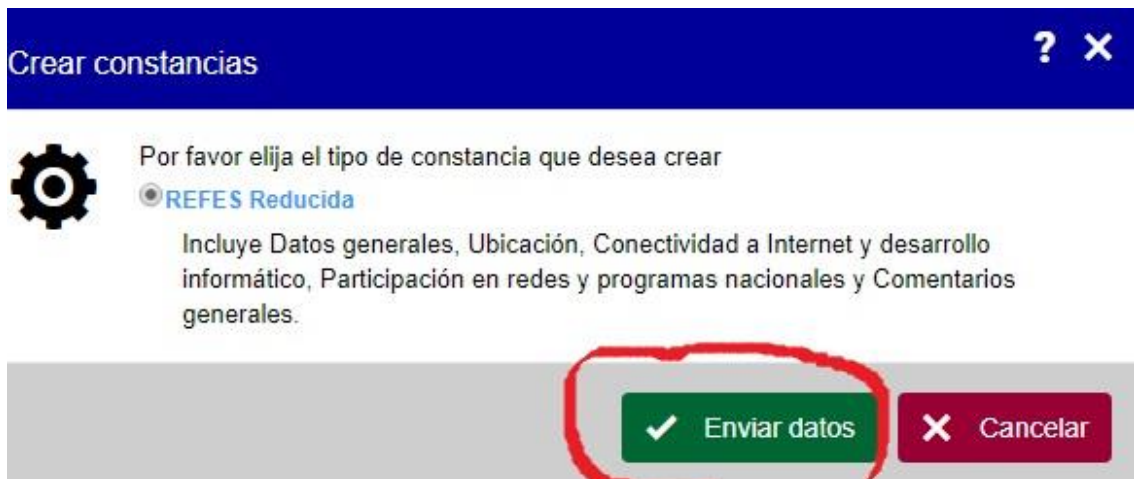 Crear constancias
?
Por favor elija el tipo de constancia que desea crear
REFES Reducida
Incluye Datos generales, Ubicación, Conectividad a Internet y desarrollo
informático, Participación en redes y programas nacionales y Comentarios
generales.
Enviar datos
Cancelar